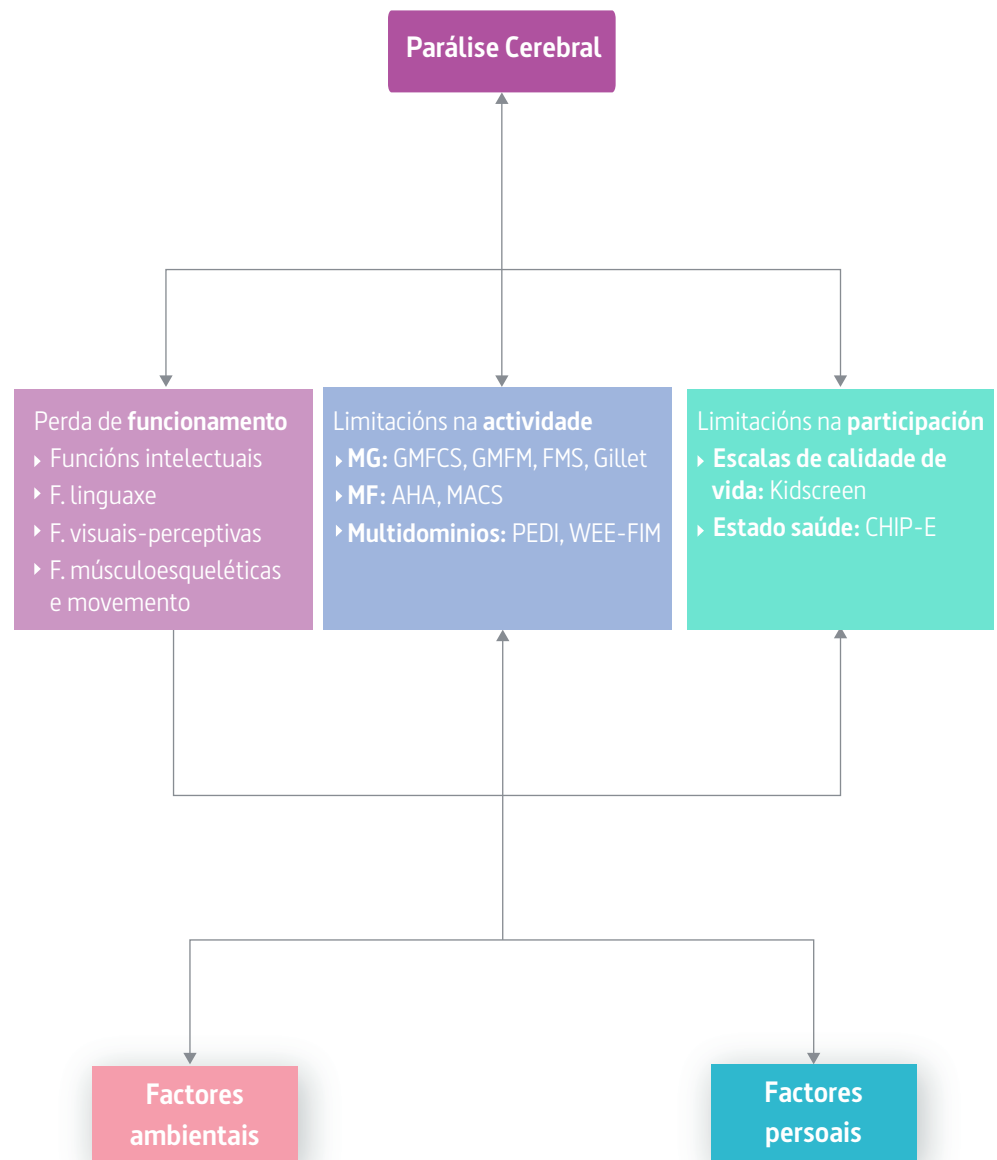 Parálise Cerebral
Perda de funcionamento
Funcións intelectuais
F. linguaxe
F. visuais-perceptivas
F. músculoesqueléticas
e movemento
Limitacións na actividade
MG: GMFCS, GMFM, FMS, Gillet
MF: AHA, MACS
Multidominios: PEDI, WEE-FIM
Limitacións na participación
Escalas de calidade de
vida: Kidscreen
Estado saúde: CHIP-E
Factores
ambientais
Factores
persoais